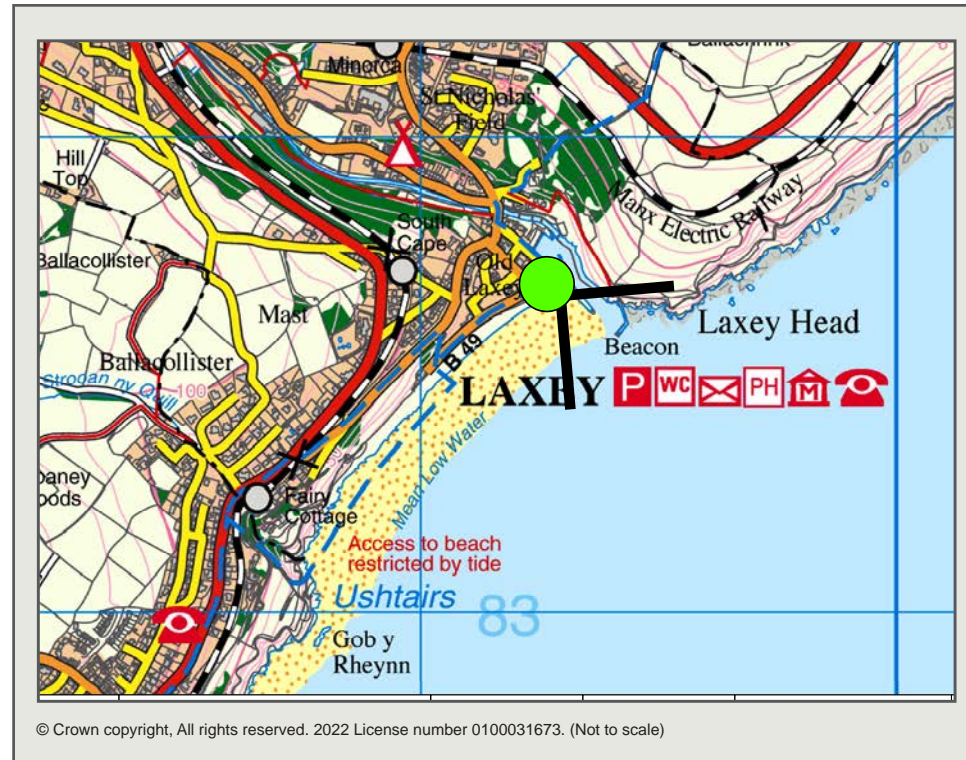 Ballachrink
Minorca
St Nicholas'
Field
Hill
Top
Manx Electric Railway
South
Cape
Ballacollister
Old
Laxey
Mast
Laxey Head
Beacon
Ballacollister
B 49
Strogan ny Quill
100
LAXEY P WC PH M
Mean Low Water
50
Fairy
Cottage
Access to beach
restricted by tide
Ushtairs
83
Gob y
Rheynn
© Crown copyright, All rights reserved. 2022 License number 0100031673. (Not to scale)